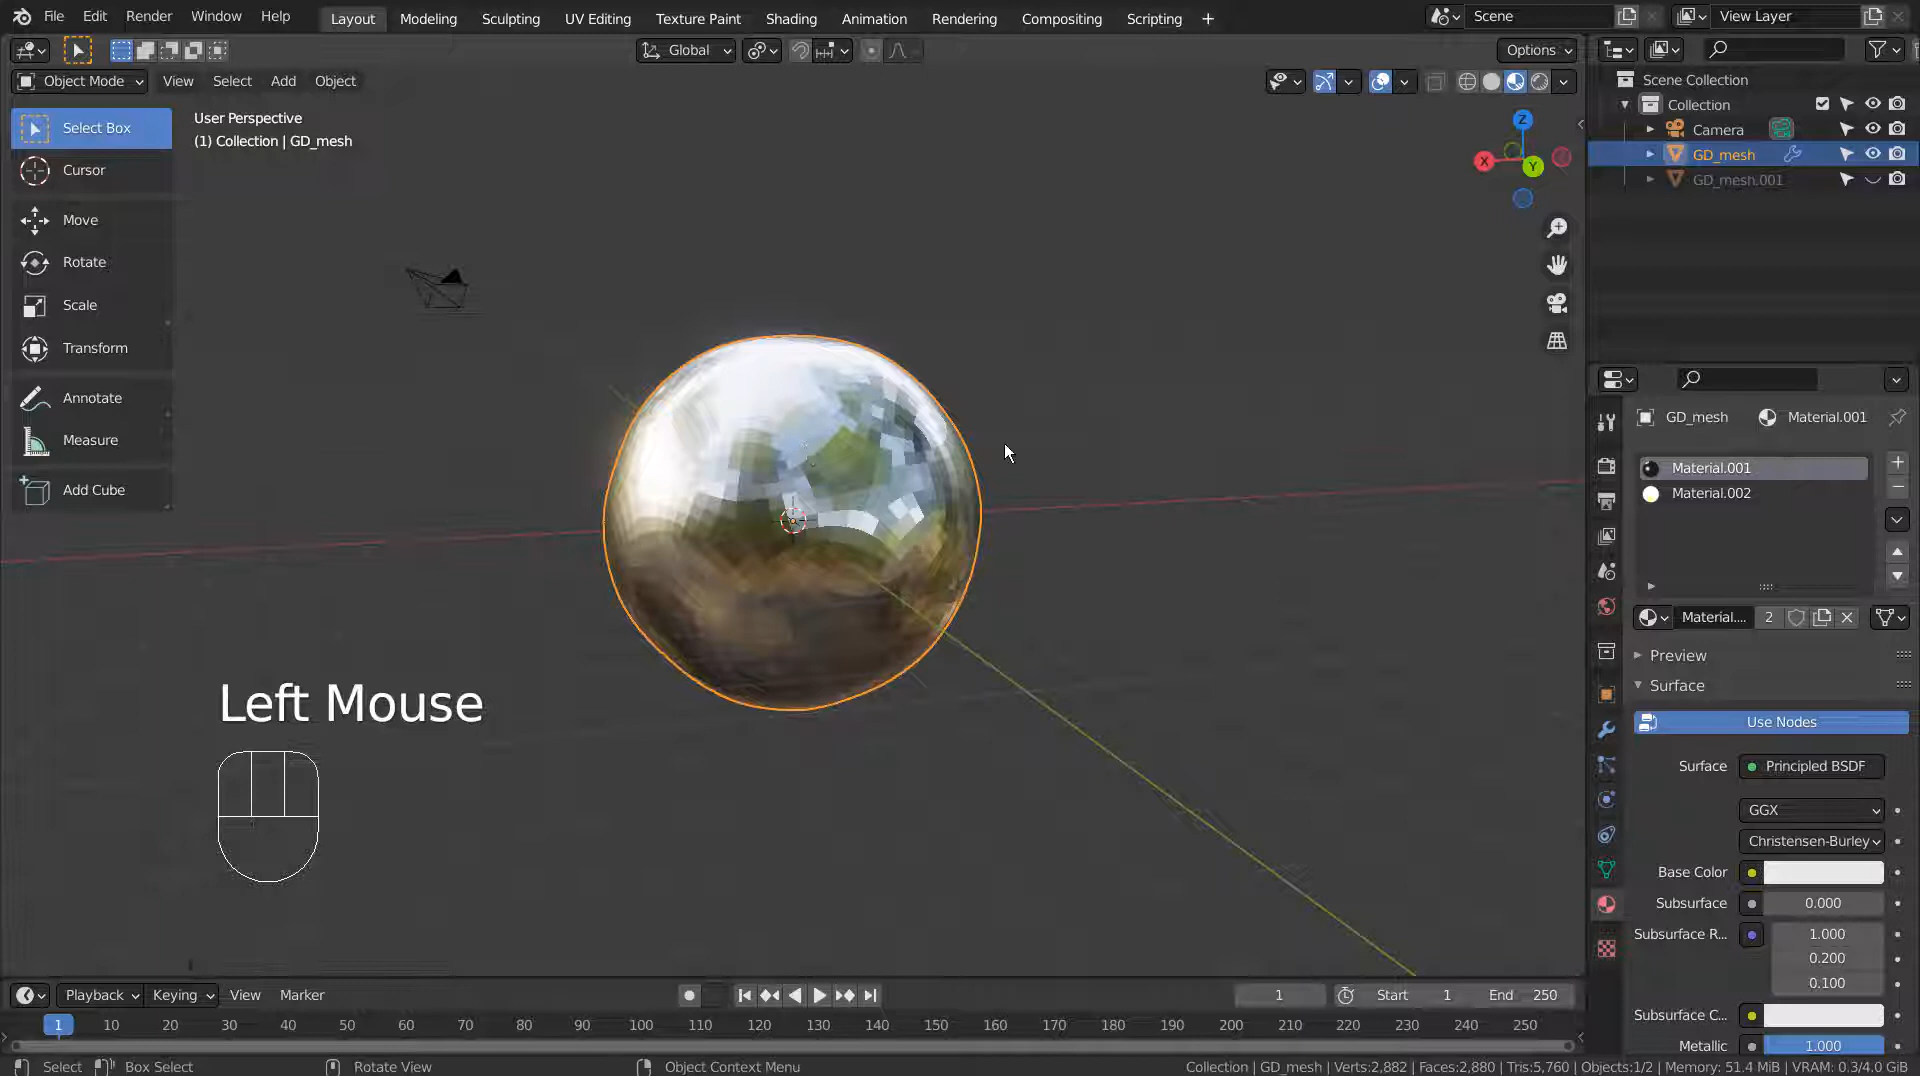 File Edit Render Window Help Layout Modeling Sculpting UV Editing Texture Paint Shading Animation Rendering Compositing Scripting + Scene View Layer
Global Options
Object Mode View Select Add Object
Select Box
Cursor
Move
Rotate
Scale
Transform
Annotate
Measure
Add Cube
User Perspective
(1) Collection | GD_mesh
Z
X
Y
Left Mouse
Scene Collection
Collection
Camera
GD_mesh
GD_mesh.001
GD_mesh Material.001
Material.001
Material.002
Material.... 2
Preview
Surface
Use Nodes
Surface Principled BSDF
GGX
Christensen-Burley
Base Color
Subsurface 0.000
Subsurface R... 1.000
0.200
0.100
Subsurface C...
Metallic 1.000
Playback Keying View Marker 1 Start 1 End 250
1 10 20 30 40 50 60 70 80 90 100 110 120 130 140 150 160 170 180 190 200 210 220 230 240 250
Select Box Select Rotate View Object Context Menu Collection | GD_mesh | Verts:2,882 | Faces:2,880 | Tris:5,760 | Objects:1/2 | Memory: 51.4 MiB | VRAM: 0.3/4.0 GiB